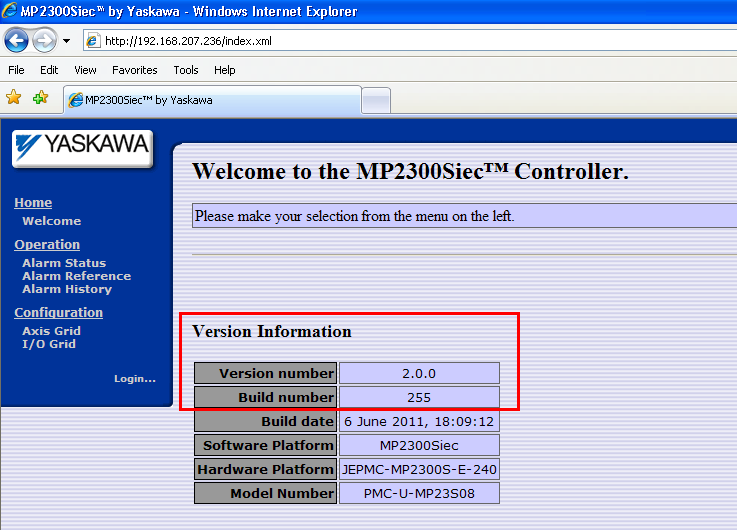 MP2300Siec™ by Yaskawa - Windows Internet Explorer
http://192.168.207.236/index.xml
File Edit View Favorites Tools Help
MP2300Siec™ by Yaskawa
YASKAWA
Home
Welcome
Operation
Alarm Status
Alarm Reference
Alarm History
Configuration
Axis Grid
I/O Grid
Login...
Welcome to the MP2300Siec™ Controller.
Please make your selection from the menu on the left.
Version Information
Version number 2.0.0
Build number 255
Build date 6 June 2011, 18:09:12
Software Platform MP2300Siec
Hardware Platform JEPMC-MP2300S-E-240
Model Number PMC-U-MP23S08